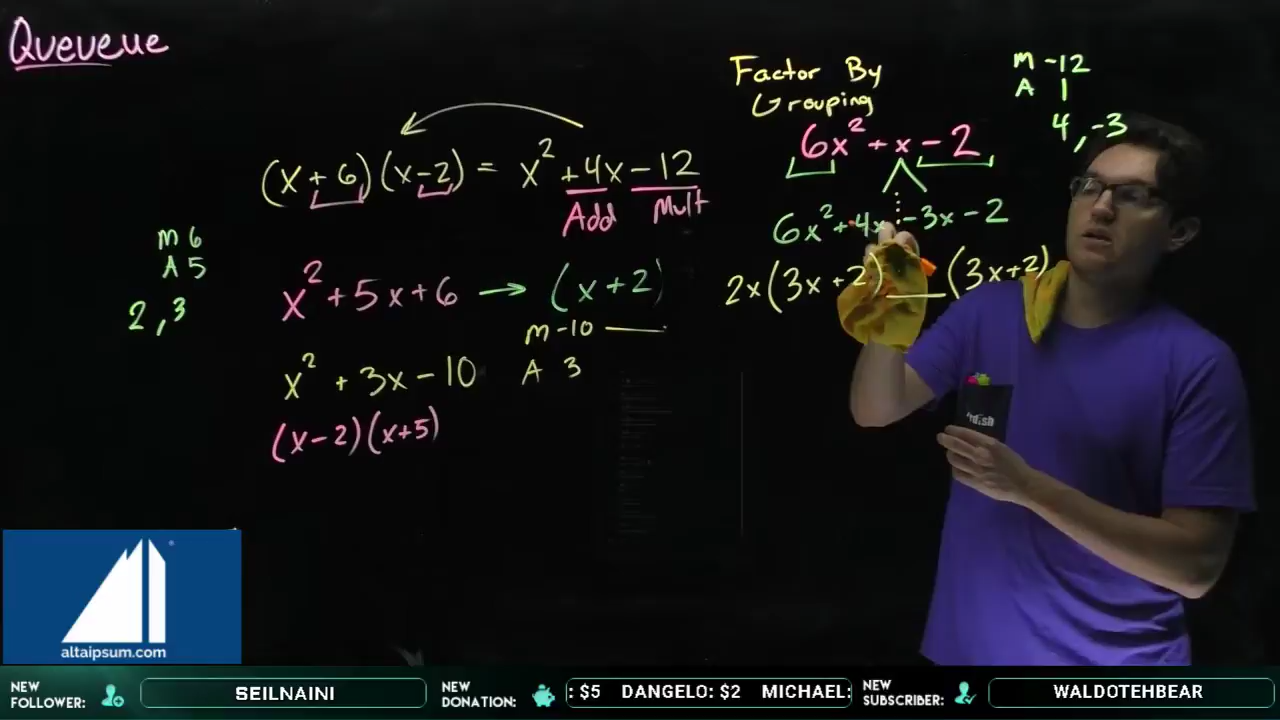 Queueue
Factor By
Grouping
M -12
A 1
4, -3
6x² + x - 2
(x + 6)(x - 2) = x² + 4x - 12
Add Mult
6x² + 4x - 3x - 2
M 6
A 5
2, 3
x² + 5x + 6 → (x + 2)
2x(3x + 2) __ (3x + 2)
M -10
A 3
x² + 3x - 10
(x - 2)(x + 5)
altaipsum.com
NEW FOLLOWER: SEILNAINI
NEW DONATION: : $5 DANGELO: $2 MICHAEL:
NEW SUBSCRIBER: WALDOTEHBEAR